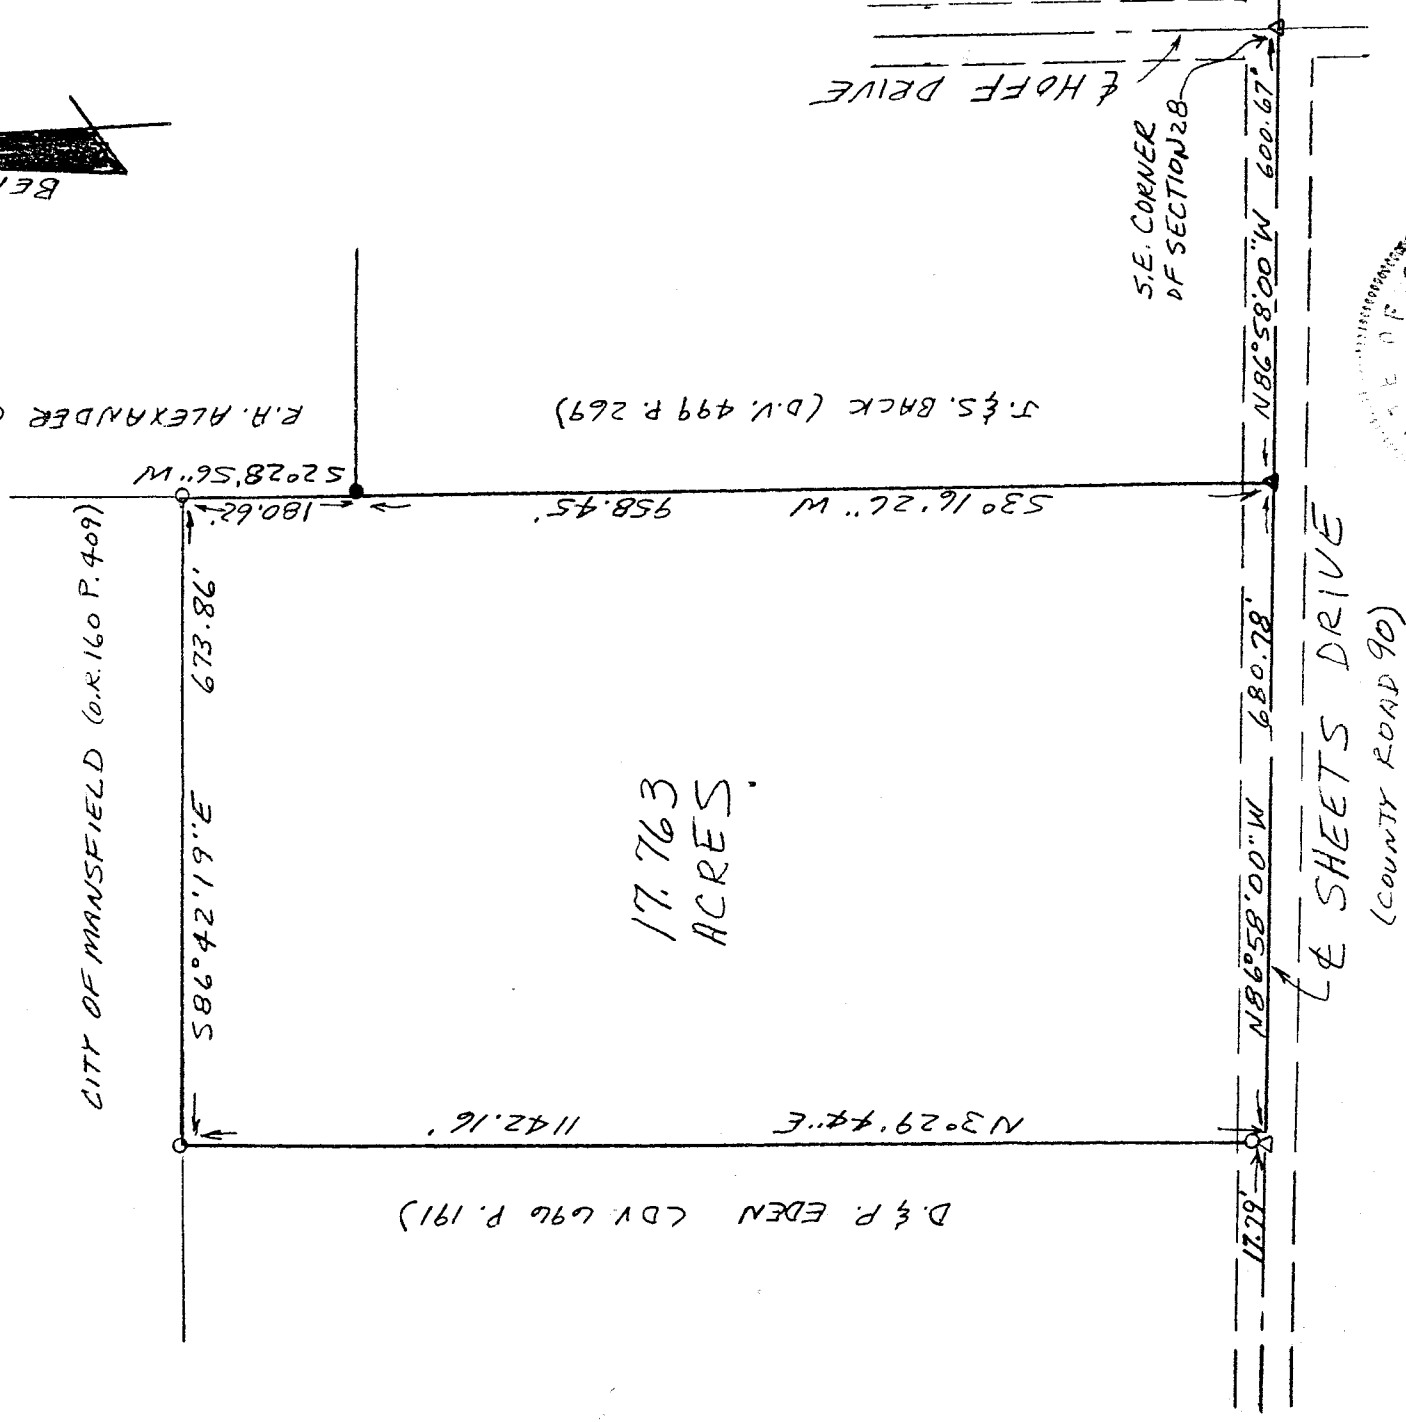 ℄ HOFF DRIVE
S.E. CORNER
OF SECTION 28
N86°58'00"W 600.67'
R.A. ALEXANDER
J. & S. BACK (D.V. 499 P. 269)
S2°28'56"W
180.62'
S3°16'26"W 958.45'
CITY OF MANSFIELD (O.R. 160 P. 409)
S86°42'19"E 673.86'
17.763
ACRES.
N86°58'00"W 680.78'
℄ SHEETS DRIVE
(COUNTY ROAD 90)
N3°29'44"E 1142.16'
D. & P. EDEN (DV 696 P. 191)
17.79'